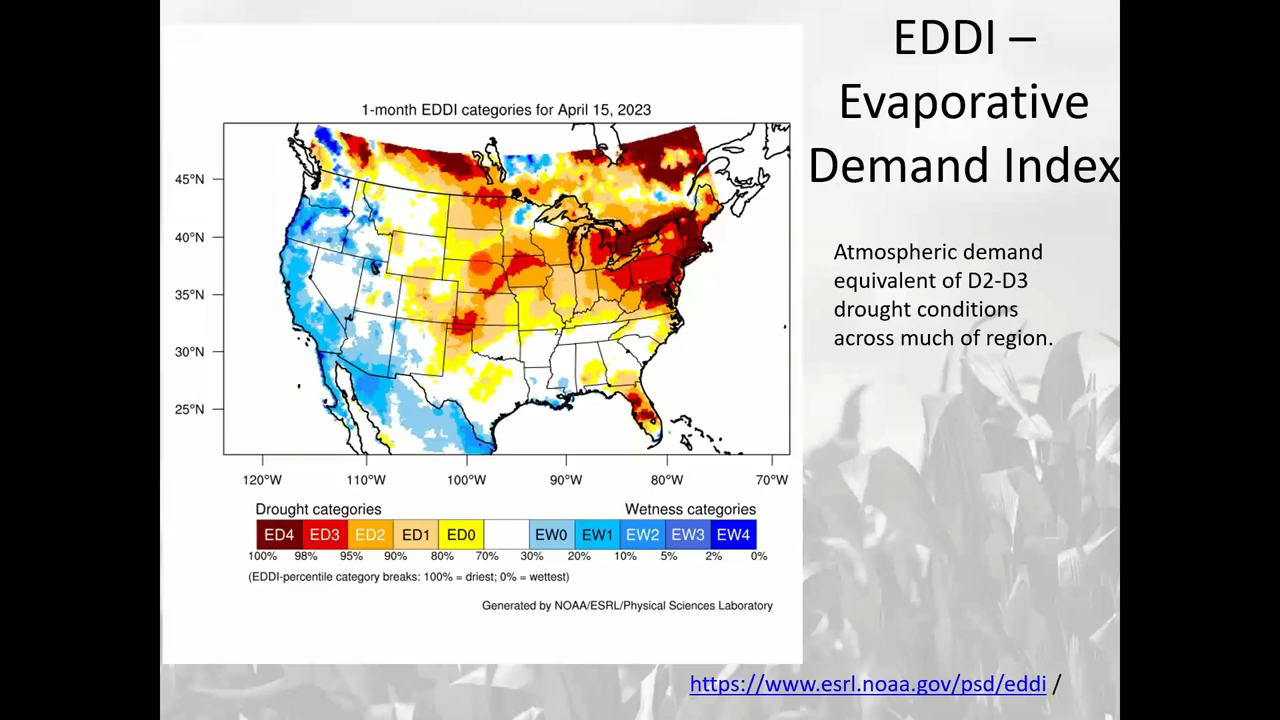 EDDI –
Evaporative
Demand Index
1-month EDDI categories for April 15, 2023
45°N
40°N
35°N
30°N
25°N
120°W 110°W 100°W 90°W 80°W 70°W
Drought categories Wetness categories
ED4 ED3 ED2 ED1 ED0 EW0 EW1 EW2 EW3 EW4
100% 98% 95% 90% 80% 70% 30% 20% 10% 5% 2% 0%
(EDDI-percentile category breaks: 100% = driest; 0% = wettest)
Generated by NOAA/ESRL/Physical Sciences Laboratory
Atmospheric demand
equivalent of D2-D3
drought conditions
across much of region.
https://www.esrl.noaa.gov/psd/eddi /